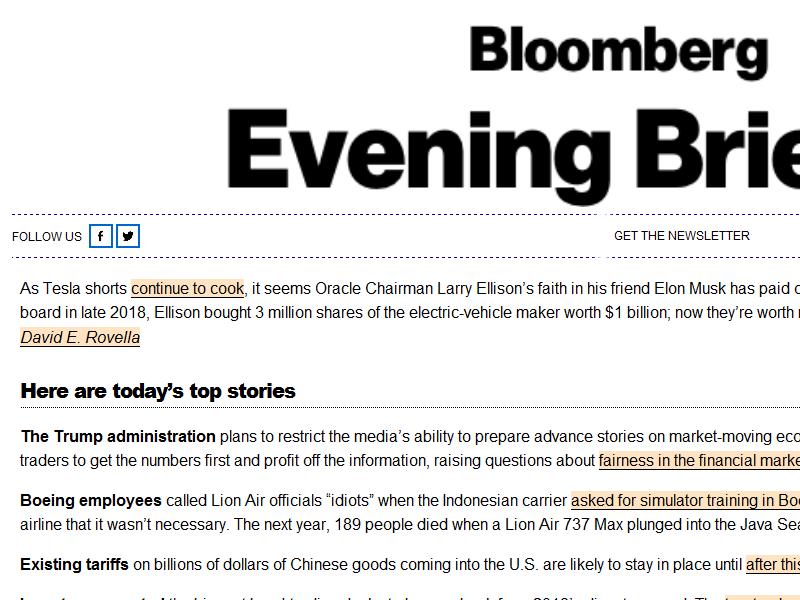 Bloomberg
Evening Brie
FOLLOW US
GET THE NEWSLETTER
As Tesla shorts continue to cook, it seems Oracle Chairman Larry Ellison's faith in his friend Elon Musk has paid
board in late 2018, Ellison bought 3 million shares of the electric-vehicle maker worth $1 billion; now they're worth
David E. Rovella
Here are today's top stories
The Trump administration plans to restrict the media's ability to prepare advance stories on market-moving eco
traders to get the numbers first and profit off the information, raising questions about fairness in the financial marke
Boeing employees called Lion Air officials “idiots” when the Indonesian carrier asked for simulator training in Boe
airline that it wasn't necessary. The next year, 189 people died when a Lion Air 737 Max plunged into the Java Sea
Existing tariffs on billions of dollars of Chinese goods coming into the U.S. are likely to stay in place until after this